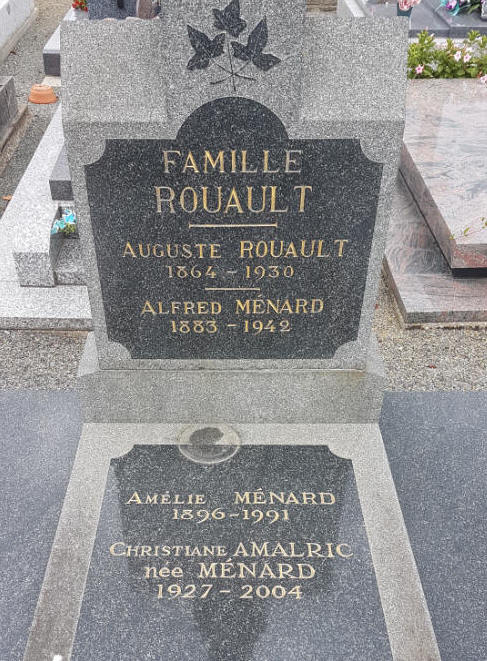 FAMILLE
ROUAULT
AUGUSTE ROUAULT
1864 - 1930
ALFRED MÉNARD
1883 - 1942
AMÉLIE MÉNARD
1896-1991
CHRISTIANE AMALRIC
née MÉNARD
1927 - 2004